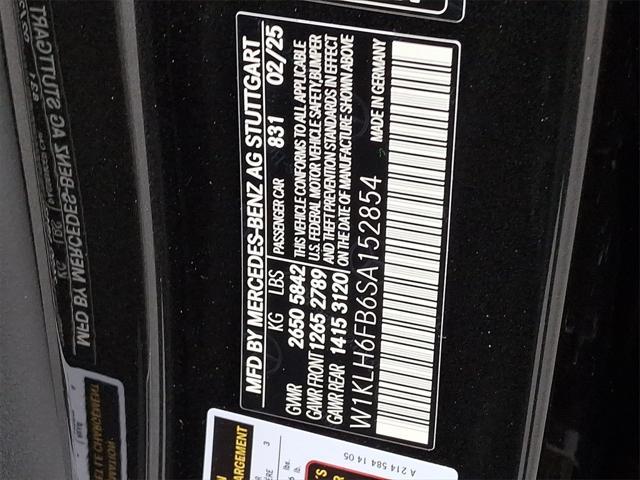 MFD BY MERCEDES-BENZ AG STUTTGART
KG LBS PASSENGER CAR 831 02/25
GVWR 2650 5842 THIS VEHICLE CONFORMS TO ALL APPLICABLE
GAWR FRONT 1265 2789 U.S. FEDERAL MOTOR VEHICLE SAFETY, BUMPER
GAWR REAR 1415 3120 AND THEFT PREVENTION STANDARDS IN EFFECT
ON THE DATE OF MANUFACTURE SHOWN ABOVE
W1KLH6FB6SA152854 MADE IN GERMANY
ARGEMENT
3
lbs.
A 214 584 14 05
MFD BY MERCEDES-BENZ AG STUTTGART